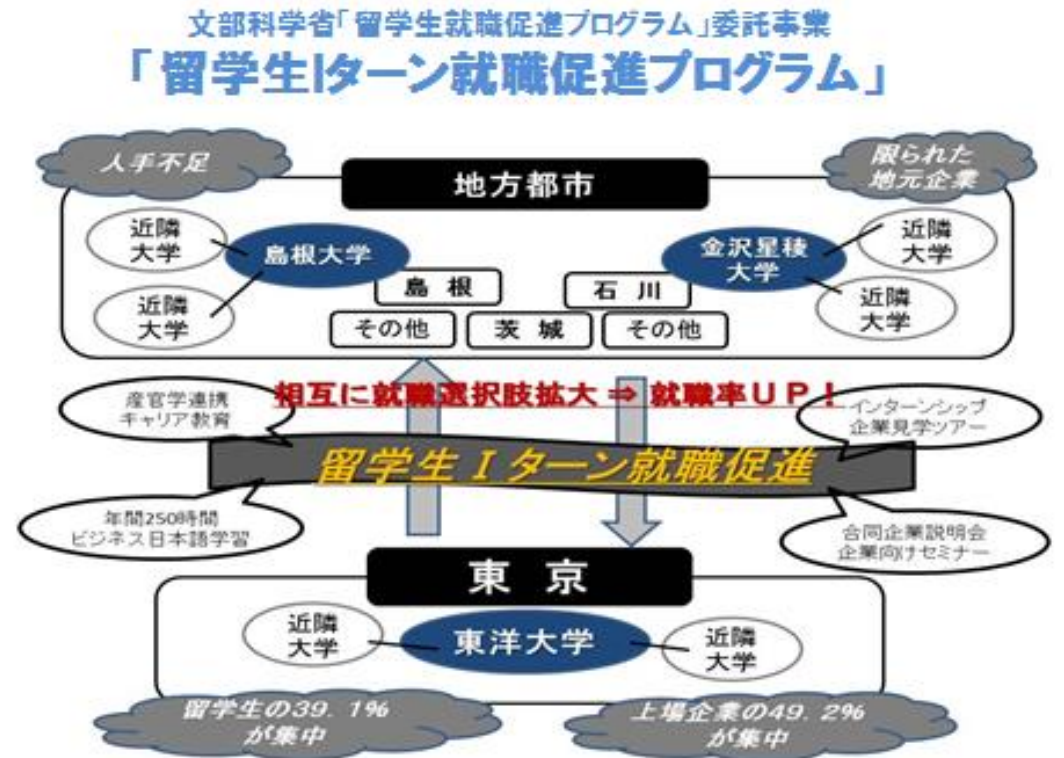 文部科学省「留学生就職促進プログラム」委託事業
「留学生Iターン就職促進プログラム」
人手不足
地方都市
限られた
地元企業
近隣
大学
島根大学
金沢星稜
大学
近隣
大学
近隣
大学
島 根
石 川
近隣
大学
その他
茨 城
その他
相互に就職選択肢拡大 ⇒ 就職率UP！
産官学連携
キャリア教育
インターンシップ
企業見学ツアー
留学生Iターン就職促進
年間250時間
ビジネス日本語学習
合同企業説明会
企業向けセミナー
東 京
近隣
大学
東洋大学
近隣
大学
留学生の39.1%
が集中
上場企業の49.2%
が集中